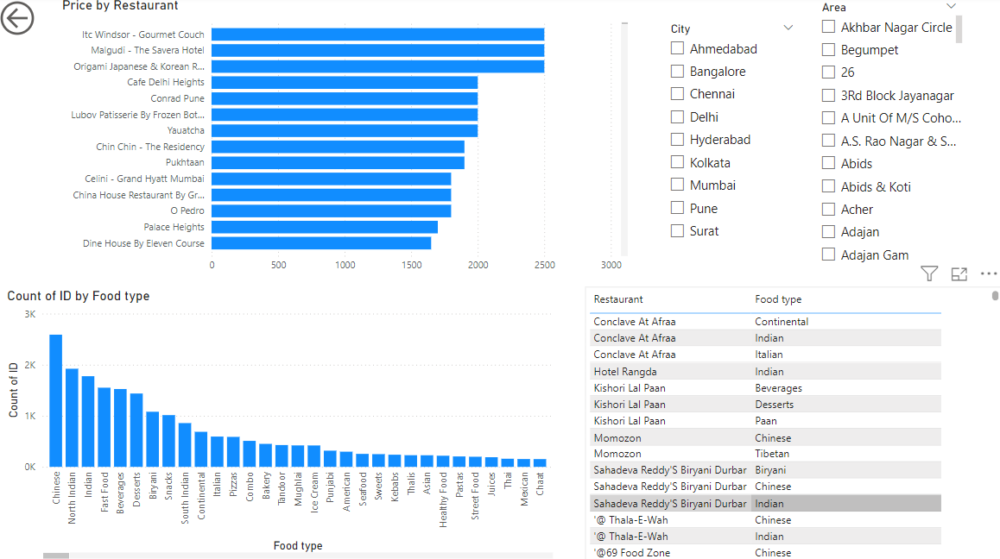 Price by Restaurant
Itc Windsor - Gourmet Couch
Malgudi - The Savera Hotel
Origami Japanese & Korean R...
Cafe Delhi Heights
Conrad Pune
Lubov Patisserie By Frozen Bot...
Yauatcha
Chin Chin - The Residency
Pukhtaan
Celini - Grand Hyatt Mumbai
China House Restaurant By Gr...
O Pedro
Palace Heights
Dine House By Eleven Course
0 500 1000 1500 2000 2500 3000
City
Ahmedabad
Bangalore
Chennai
Delhi
Hyderabad
Kolkata
Mumbai
Pune
Surat
Area
Akhbar Nagar Circle
Begumpet
26
3Rd Block Jayanagar
A Unit Of M/S Coho...
A.S. Rao Nagar & S...
Abids
Abids & Koti
Acher
Adajan
Adajan Gam
Count of ID by Food type
Count of ID
3K
2K
1K
0K
Chinese
North Indian
Indian
Fast Food
Beverages
Desserts
Biryani
Snacks
South Indian
Continental
Italian
Pizzas
Combo
Bakery
Tandoor
Mughlai
Ice Cream
Punjabi
American
Seafood
Sweets
Kebabs
Thalis
Asian
Healthy Food
Pastas
Street Food
Juices
Thai
Mexican
Chaat
Food type
Restaurant Food type
Conclave At Afraa Continental
Conclave At Afraa Indian
Conclave At Afraa Italian
Hotel Rangda Indian
Kishori Lal Paan Beverages
Kishori Lal Paan Desserts
Kishori Lal Paan Paan
Momozon Chinese
Momozon Tibetan
Sahadeva Reddy'S Biryani Durbar Biryani
Sahadeva Reddy'S Biryani Durbar Chinese
Sahadeva Reddy'S Biryani Durbar Indian
'@ Thala-E-Wah Chinese
'@ Thala-E-Wah Indian
'@69 Food Zone Chinese